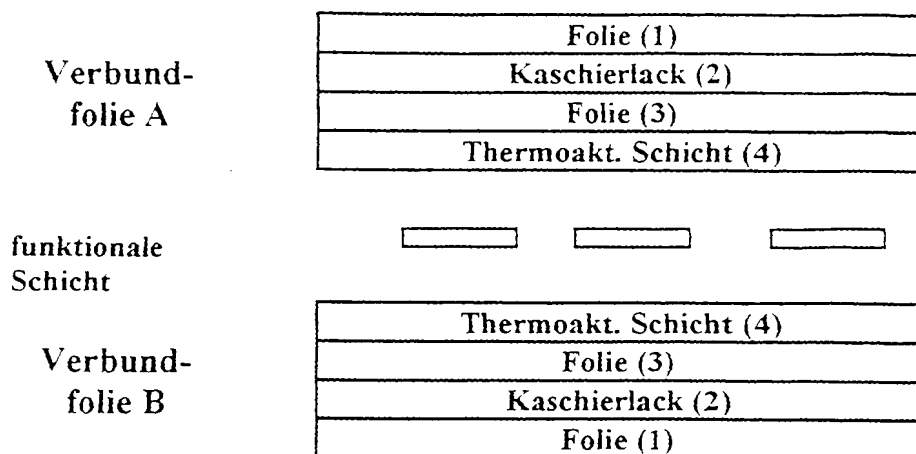 Verbund-
folie A
Folie (1)
Kaschierlack (2)
Folie (3)
Thermoakt. Schicht (4)
funktionale
Schicht
Verbund-
folie B
Thermoakt. Schicht (4)
Folie (3)
Kaschierlack (2)
Folie (1)